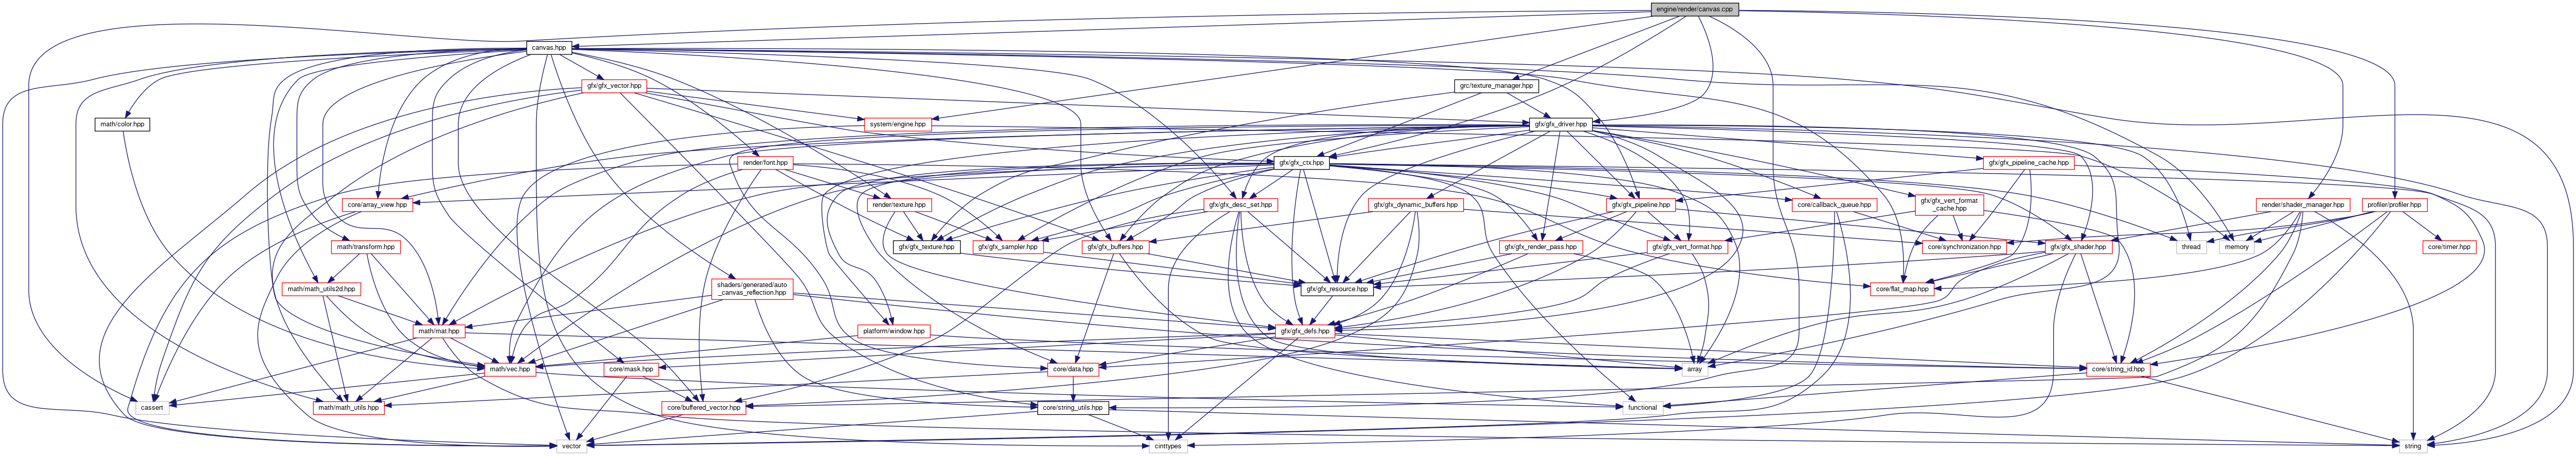 engine/render/canvas.cpp
canvas.hpp
gfx/gfx_vector.hpp
grc/texture_manager.hpp
math/color.hpp
system/engine.hpp
gfx/gfx_driver.hpp
render/font.hpp
gfx/gfx_ctx.hpp
gfx/gfx_pipeline_cache.hpp
core/array_view.hpp
render/texture.hpp
gfx/gfx_desc_set.hpp
gfx/gfx_dynamic_buffers.hpp
gfx/gfx_pipeline.hpp
core/callback_queue.hpp
gfx/gfx_vert_format
_cache.hpp
render/shader_manager.hpp
profiler/profiler.hpp
math/transform.hpp
gfx/gfx_texture.hpp
gfx/gfx_sampler.hpp
gfx/gfx_buffers.hpp
gfx/gfx_render_pass.hpp
gfx/gfx_vert_format.hpp
core/synchronization.hpp
gfx/gfx_shader.hpp
thread
memory
core/timer.hpp
math/math_utils2d.hpp
shaders/generated/auto
_canvas_reflection.hpp
gfx/gfx_resource.hpp
core/flat_map.hpp
math/mat.hpp
platform/window.hpp
gfx/gfx_defs.hpp
math/vec.hpp
core/mask.hpp
core/data.hpp
array
core/string_id.hpp
cassert
math/math_utils.hpp
core/buffered_vector.hpp
core/string_utils.hpp
functional
vector
cinttypes
string